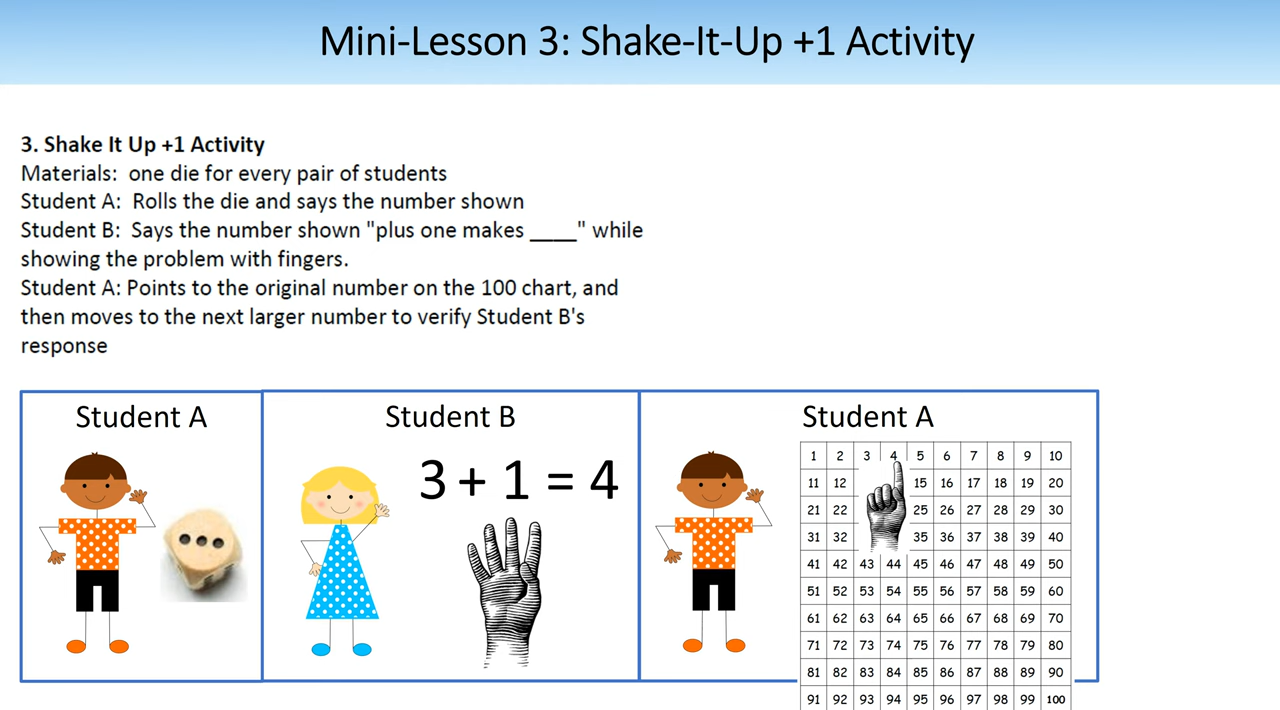 Mini-Lesson 3: Shake-It-Up +1 Activity
3. Shake It Up +1 Activity
Materials:  one die for every pair of students
Student A:  Rolls the die and says the number shown
Student B:  Says the number shown "plus one makes ____" while
showing the problem with fingers.
Student A: Points to the original number on the 100 chart, and
then moves to the next larger number to verify Student B's
response
Student A
Student B
3 + 1 = 4
Student A
1 2 3 4 5 6 7 8 9 10
11 12 15 16 17 18 19 20
21 22 25 26 27 28 29 30
31 32 35 36 37 38 39 40
41 42 43 44 45 46 47 48 49 50
51 52 53 54 55 56 57 58 59 60
61 62 63 64 65 66 67 68 69 70
71 72 73 74 75 76 77 78 79 80
81 82 83 84 85 86 87 88 89 90
91 92 93 94 95 96 97 98 99 100